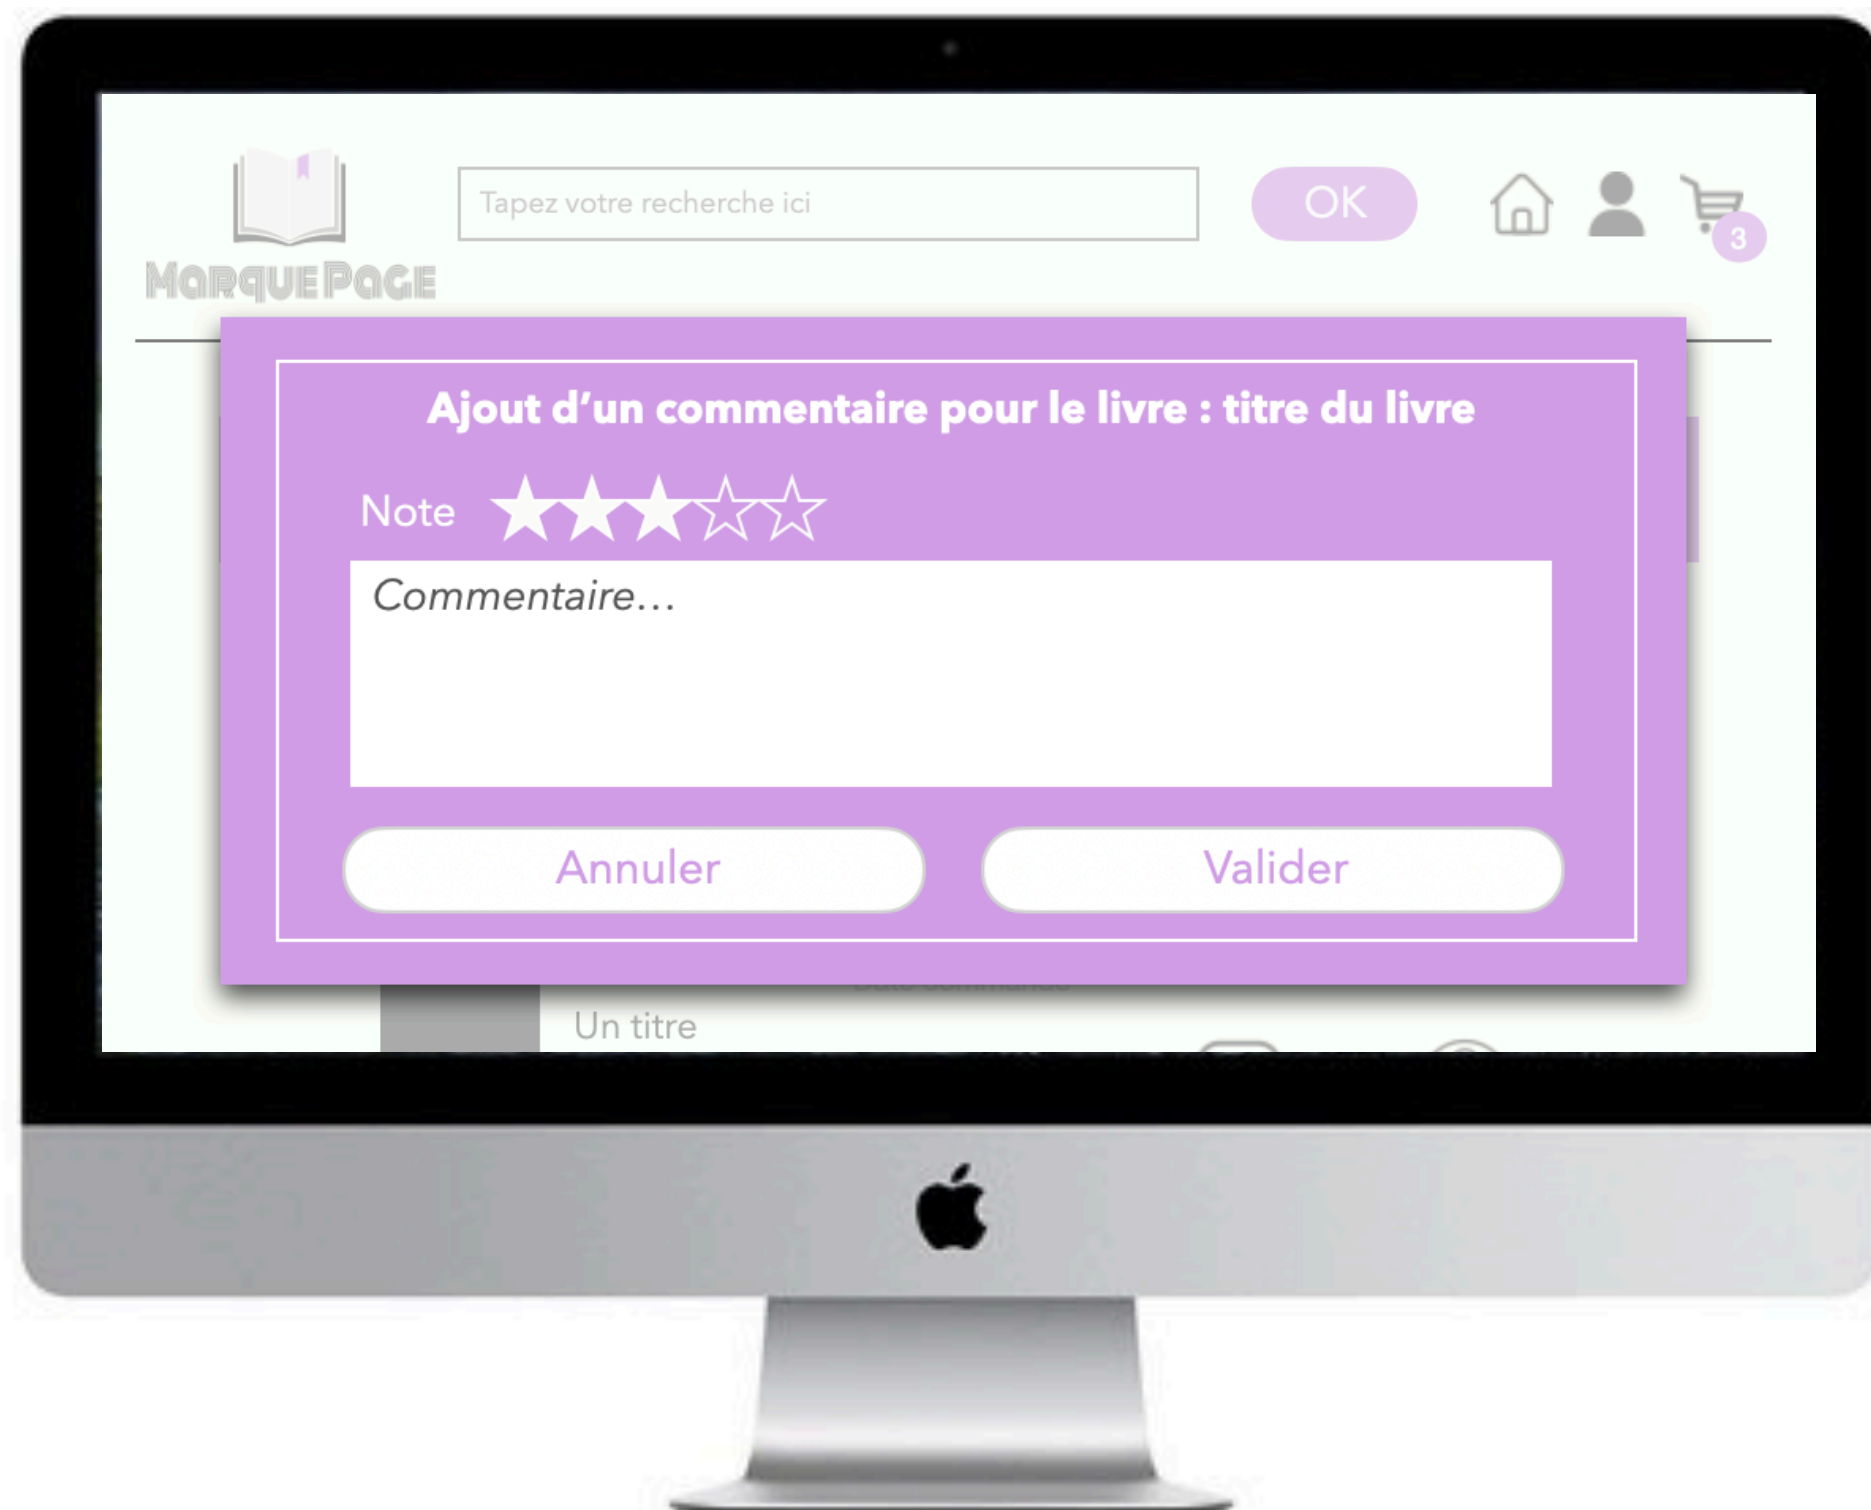 Tapez votre recherche ici
OK
3
MARQUEPAGE
Ajout d’un commentaire pour le livre : titre du livre
Note
Commentaire…
Annuler
Valider
Un titre